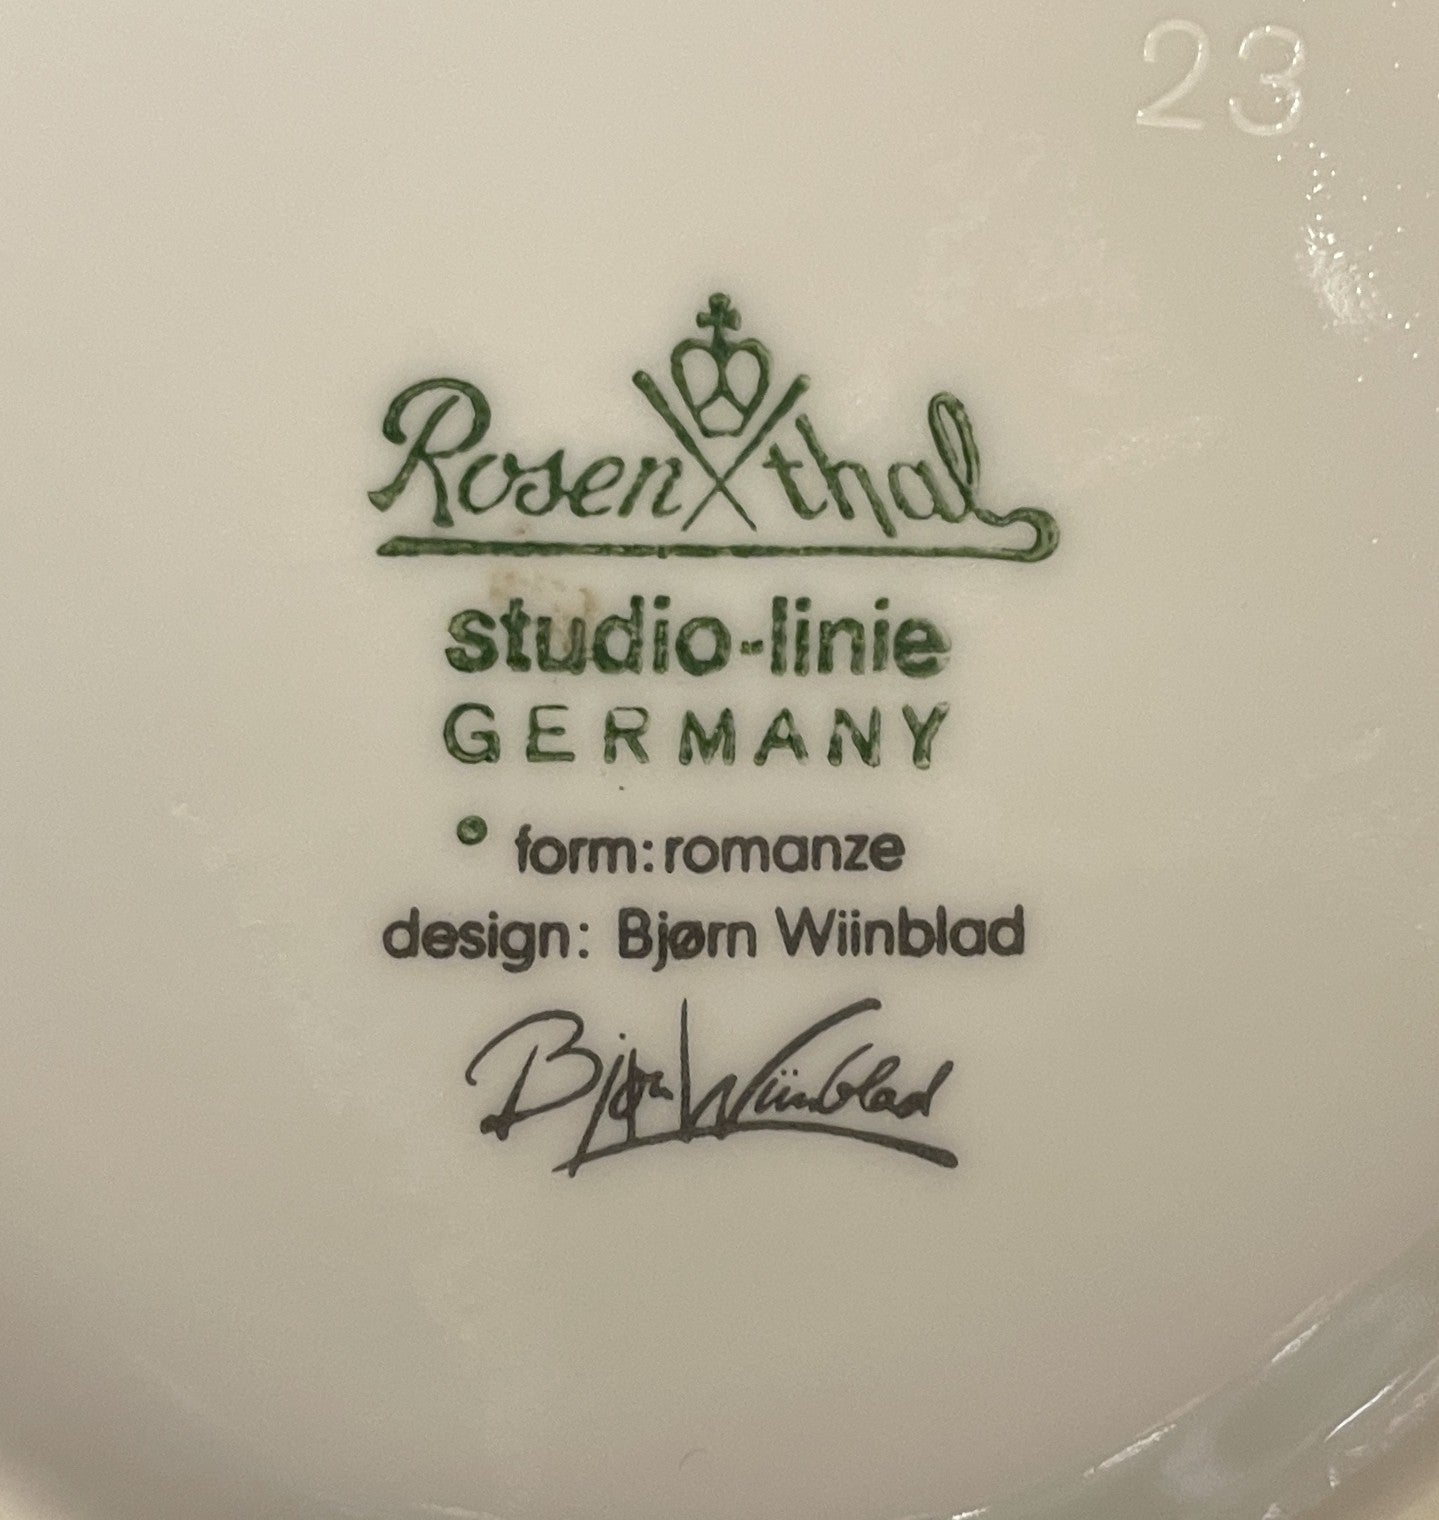 23
Rosenthal
studio-linie
GERMANY
form: romanze
design: Bjørn Wiinblad
Bjørn Wiinblad